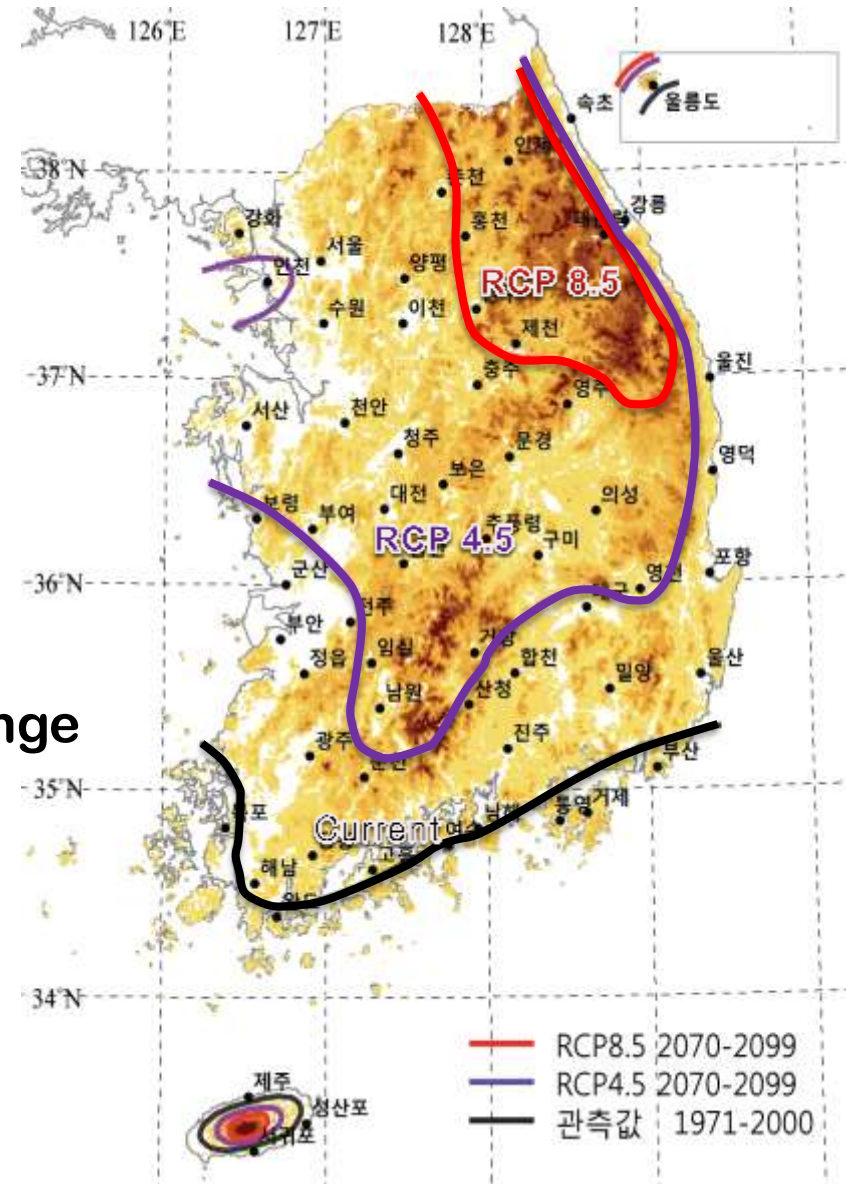 126°E
127°E
128°E
속초
울릉도
38°N
춘천
강화
홍천
강릉
서울
인천
양평
RCP 8.5
수원
이천
제천
37°N
충주
울진
서산
천안
영주
청주
문경
영덕
보은
대전
의성
보령
부여
RCP 4.5
추풍령
구미
36°N
군산
영천
포항
전주
부안
임실
거창
정읍
합천
밀양
울산
남원
산청
nge
광주
진주
부산
35°N
통영
거제
남해
Current
해남
34°N
RCP8.5 2070-2099
RCP4.5 2070-2099
관측값 1971-2000
제주
성산포
서귀포